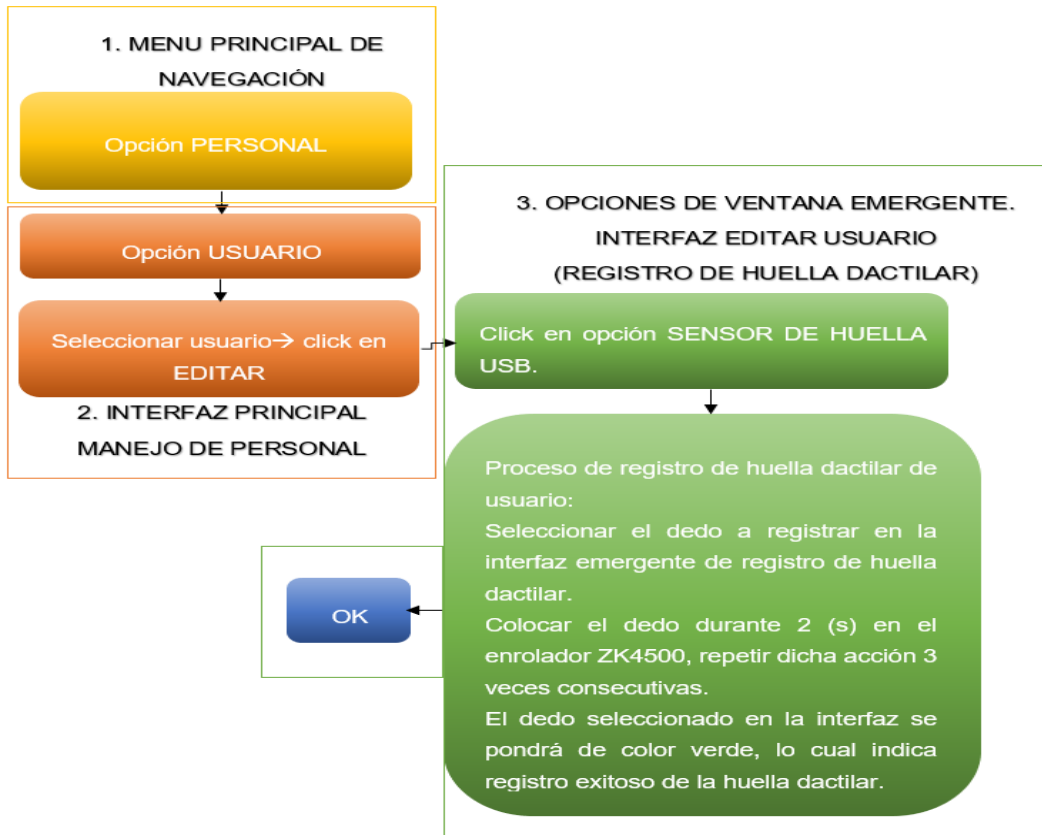 1. MENU PRINCIPAL DE
NAVEGACIÓN
Opción PERSONAL
Opción USUARIO
Seleccionar usuario→ click en
EDITAR
2. INTERFAZ PRINCIPAL
MANEJO DE PERSONAL
3. OPCIONES DE VENTANA EMERGENTE.
INTERFAZ EDITAR USUARIO
(REGISTRO DE HUELLA DACTILAR)
Click en opción SENSOR DE HUELLA
USB.
Proceso de registro de huella dactilar de
usuario:
Seleccionar el dedo a registrar en la
interfaz emergente de registro de huella
dactilar.
Colocar el dedo durante 2 (s) en el
enrolador ZK4500, repetir dicha acción 3
veces consecutivas.
El dedo seleccionado en la interfaz se
pondrá de color verde, lo cual indica
registro exitoso de la huella dactilar.
OK